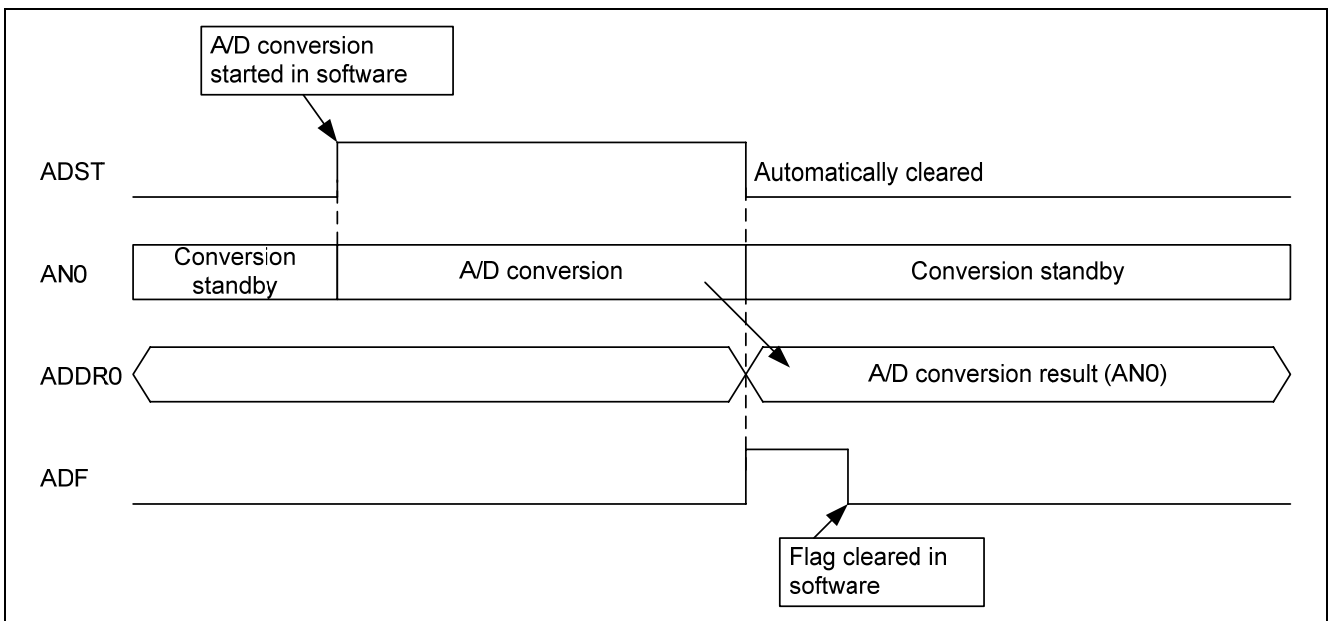 A/D conversion
started in software
ADST
Automatically cleared
AN0
Conversion
standby
A/D conversion
Conversion standby
ADDR0
A/D conversion result (AN0)
ADF
Flag cleared in
software